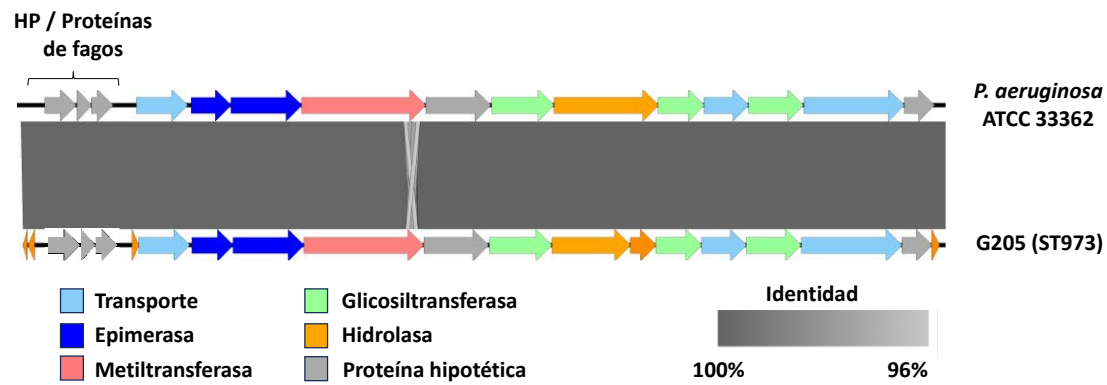 HP / Proteínas
de fagos
P. aeruginosa
ATCC 33362
G205 (ST973)
Transporte
Epimerasa
Metiltransferasa
Glicosiltransferasa
Hidrolasa
Proteína hipotética
Identidad
100%
96%